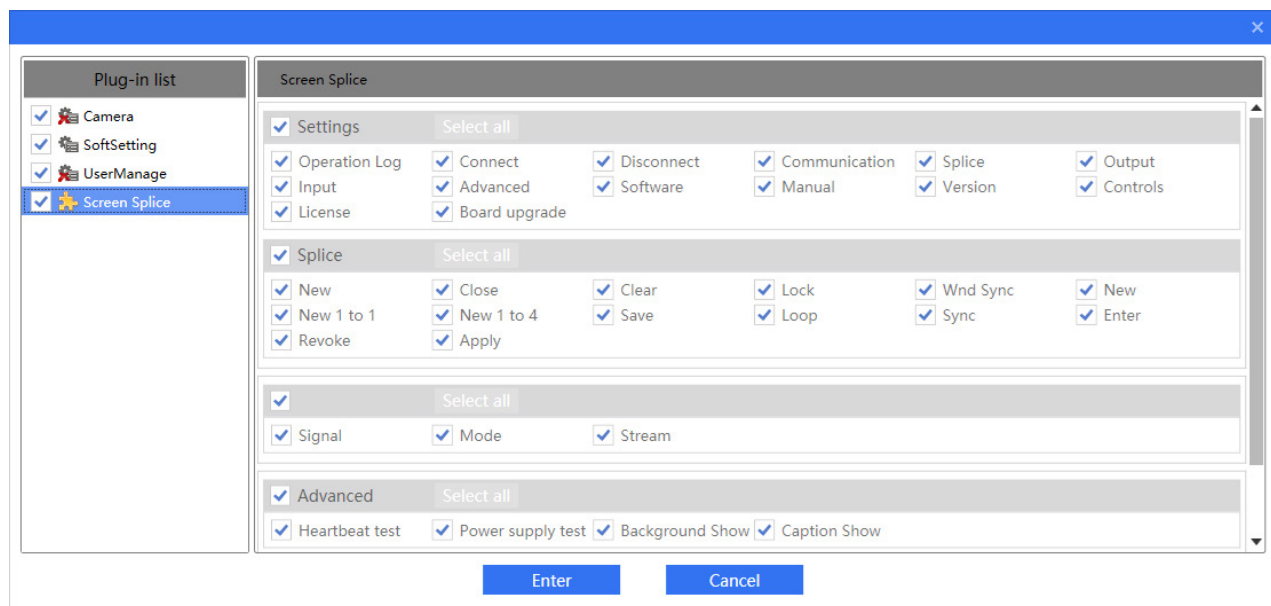 ×
Plug-in list
Camera
SoftSetting
UserManage
Screen Splice
Screen Splice
Settings Select all
Operation Log Connect Disconnect Communication Splice Output
Input Advanced Software Manual Version Controls
License Board upgrade
Splice Select all
New Close Clear Lock Wnd Sync New
New 1 to 1 New 1 to 4 Save Loop Sync Enter
Revoke Apply
Select all
Signal Mode Stream
Advanced Select all
Heartbeat test Power supply test Background Show Caption Show
Enter Cancel